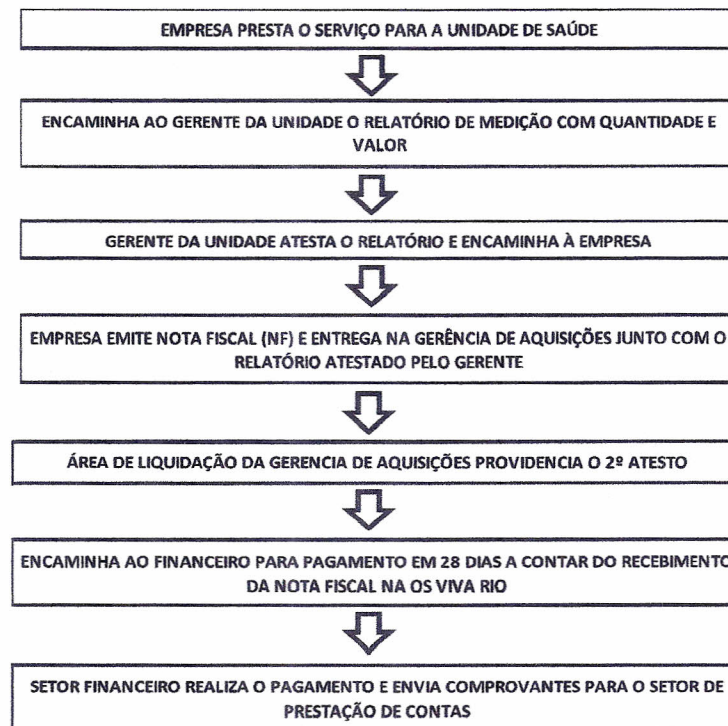 EMPRESA PRESTA O SERVIÇO PARA A UNIDADE DE SAÚDE
ENCAMINHA AO GERENTE DA UNIDADE O RELATÓRIO DE MEDIÇÃO COM QUANTIDADE E
VALOR
GERENTE DA UNIDADE ATESTA O RELATÓRIO E ENCAMINHA À EMPRESA
EMPRESA EMITE NOTA FISCAL (NF) E ENTREGA NA GERÊNCIA DE AQUISIÇÕES JUNTO COM O
RELATÓRIO ATESTADO PELO GERENTE
ÁREA DE LIQUIDAÇÃO DA GERENCIA DE AQUISIÇÕES PROVIDENCIA O 2º ATESTO
ENCAMINHA AO FINANCEIRO PARA PAGAMENTO EM 28 DIAS A CONTAR DO RECEBIMENTO
DA NOTA FISCAL NA OS VIVA RIO
SETOR FINANCEIRO REALIZA O PAGAMENTO E ENVIA COMPROVANTES PARA O SETOR DE
PRESTAÇÃO DE CONTAS